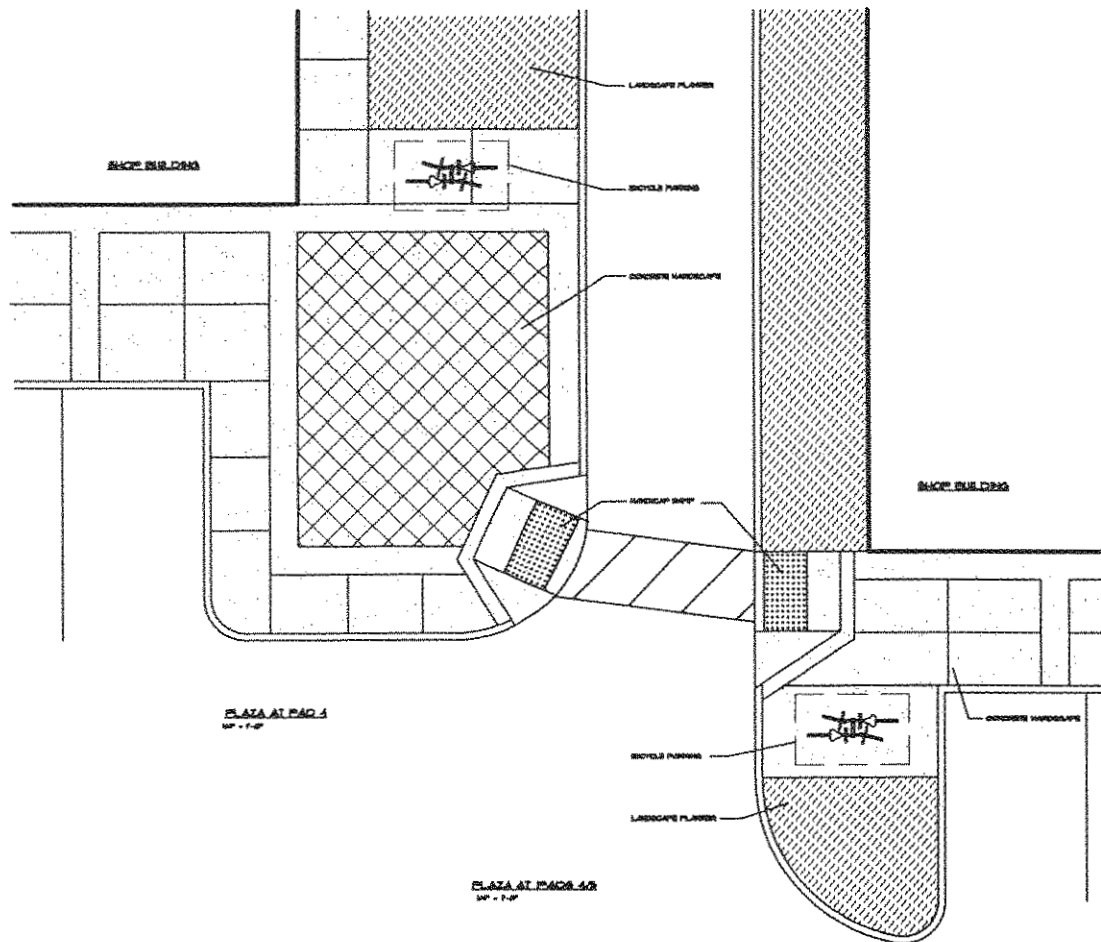 LANDSCAPE PLANTER
SHOP BUILDING
BICYCLE PARKING
CONCRETE HARDSCAPE
SHOP BUILDING
HANDICAP RAMP
PLAZA AT PAD 4
CONCRETE HARDSCAPE
BICYCLE PARKING
LANDSCAPE PLANTER
PLAZA AT PADS 4/5